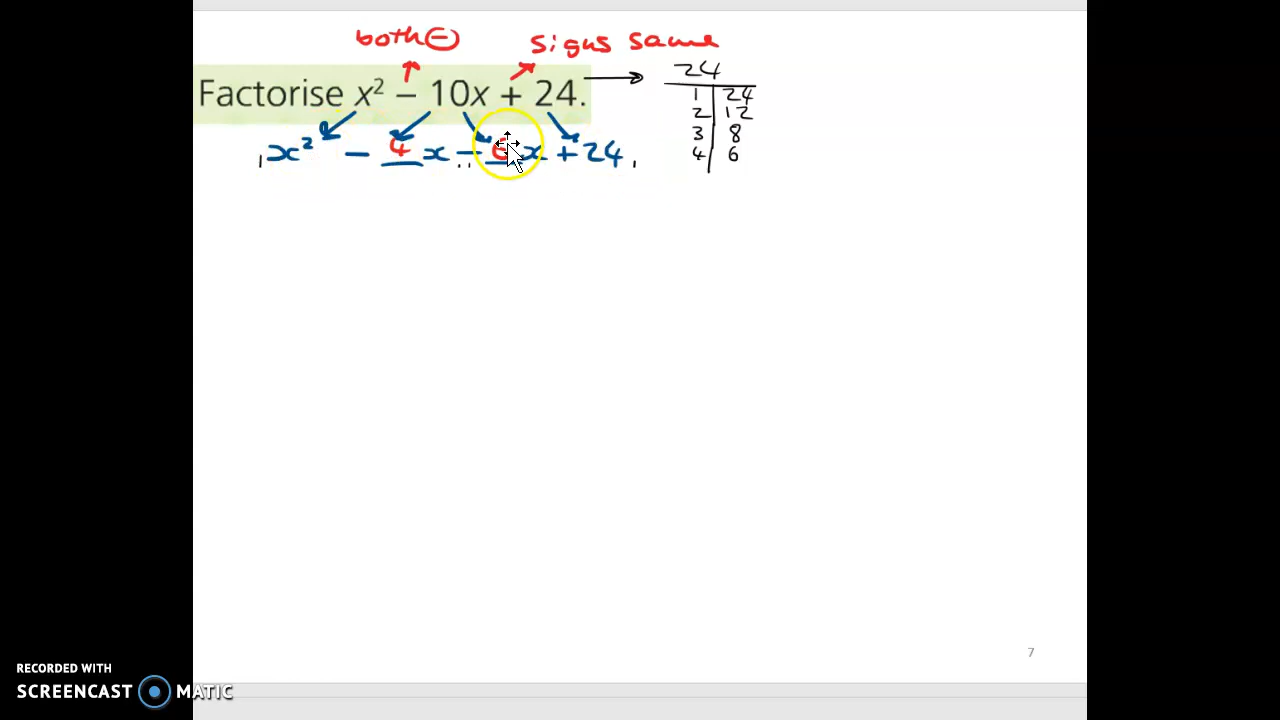 both ⊖
signs same
24
Factorise x² − 10x + 24.
1 24
2 12
3 8
4 6
x² − 4x − 6x + 24
7
RECORDED WITH
SCREENCAST MATIC